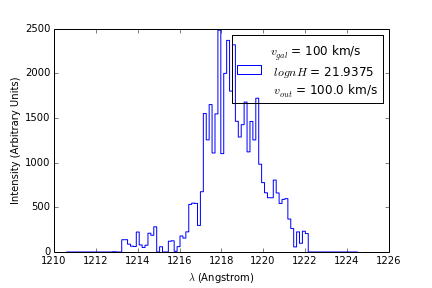 2500
2000
1500
1000
500
0
Intensity (Arbitrary Units)
v_gal = 100 km/s
lognH = 21.9375
v_out = 100.0 km/s
1210 1212 1214 1216 1218 1220 1222 1224 1226
λ (Angstrom)